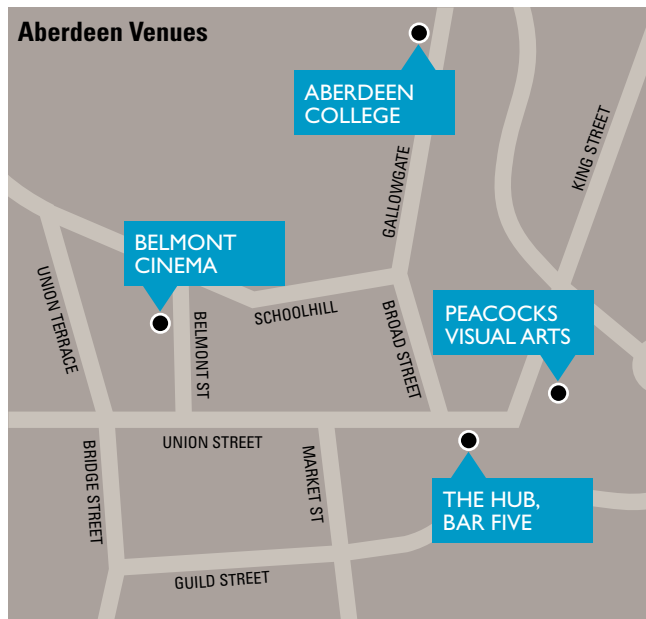 Aberdeen Venues
ABERDEEN
COLLEGE
KING STREET
GALLOWGATE
BELMONT
CINEMA
UNION TERRACE
BELMONT ST
SCHOOLHILL
BROAD STREET
PEACOCKS
VISUAL ARTS
UNION STREET
BRIDGE STREET
MARKET ST
THE HUB,
BAR FIVE
GUILD STREET